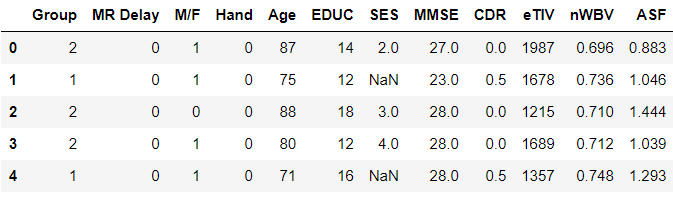 Group MR Delay M/F Hand Age EDUC SES MMSE CDR eTIV nWBV ASF
0 2 0 1 0 87 14 2.0 27.0 0.0 1987 0.696 0.883
1 1 0 1 0 75 12 NaN 23.0 0.5 1678 0.736 1.046
2 2 0 0 0 88 18 3.0 28.0 0.0 1215 0.710 1.444
3 2 0 1 0 80 12 4.0 28.0 0.0 1689 0.712 1.039
4 1 0 1 0 71 16 NaN 28.0 0.5 1357 0.748 1.293